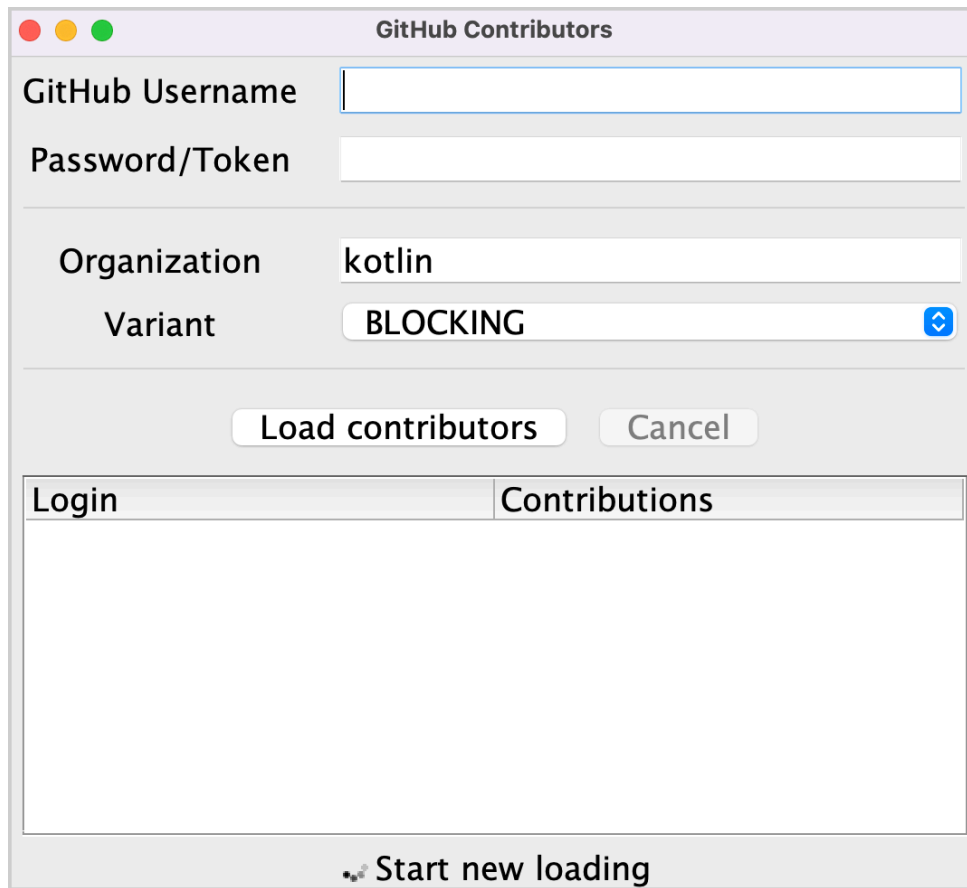 GitHub Contributors
GitHub Username
Password/Token
Organization kotlin
Variant BLOCKING
Load contributors Cancel
Login Contributions
Start new loading